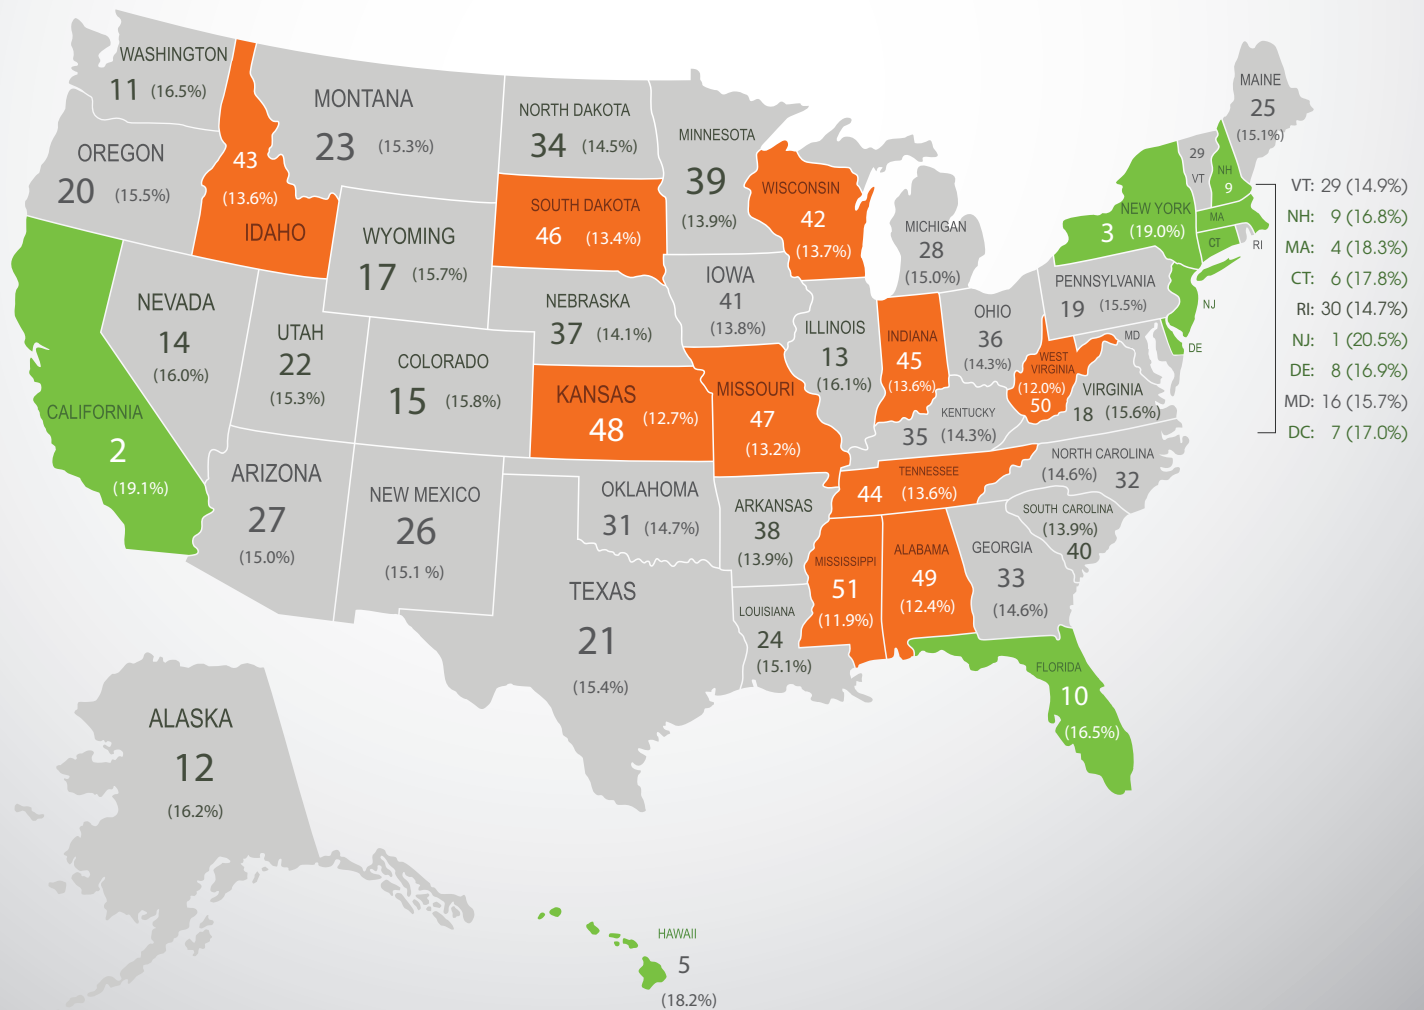 WASHINGTON
11 (16.5%)
OREGON
20 (15.5%)
43
(13.6%)
IDAHO
MONTANA
23 (15.3%)
WYOMING
17 (15.7%)
NORTH DAKOTA
34 (14.5%)
SOUTH DAKOTA
46 (13.4%)
NEBRASKA
37 (14.1%)
MINNESOTA
39
(13.9%)
WISCONSIN
42
(13.7%)
IOWA
41
(13.8%)
MICHIGAN
28
(15.0%)
CALIFORNIA
2
(19.1%)
NEVADA
14
(16.0%)
UTAH
22
(15.3%)
COLORADO
15 (15.8%)
KANSAS
48 (12.7%)
MISSOURI
47
(13.2%)
ILLINOIS
13
(16.1%)
INDIANA
45
(13.6%)
OHIO
36
(14.3%)
KENTUCKY
35 (14.3%)
WEST
VIRGINIA
(12.0%)
50
VIRGINIA
18 (15.6%)
PENNSYLVANIA
19 (15.5%)
MD
NEW YORK
3 (19.0%)
29
VT
NH
9
MA
CT
RI
NJ
DE
MAINE
25
(15.1%)
VT: 29 (14.9%)
NH: 9 (16.8%)
MA: 4 (18.3%)
CT: 6 (17.8%)
RI: 30 (14.7%)
NJ: 1 (20.5%)
DE: 8 (16.9%)
MD: 16 (15.7%)
DC: 7 (17.0%)
ARIZONA
27
(15.0%)
NEW MEXICO
26
(15.1 %)
OKLAHOMA
31 (14.7%)
TEXAS
21
(15.4%)
ARKANSAS
38
(13.9%)
LOUISIANA
24
(15.1%)
TENNESSEE
44 (13.6%)
MISSISSIPPI
51
(11.9%)
ALABAMA
49
(12.4%)
GEORGIA
33
(14.6%)
NORTH CAROLINA
(14.6%) 32
SOUTH CAROLINA
(13.9%)
40
FLORIDA
10
(16.5%)
ALASKA
12
(16.2%)
HAWAII
5
(18.2%)